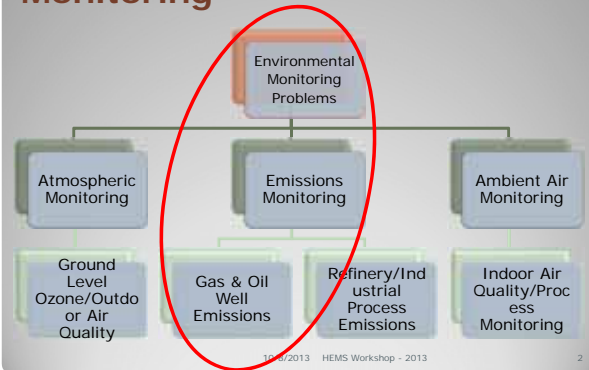 Monitoring
Environmental
Monitoring
Problems
Atmospheric
Monitoring
Emissions
Monitoring
Ambient Air
Monitoring
Ground
Level
Ozone/Outdo
or Air
Quality
Gas & Oil
Well
Emissions
Refinery/Ind
ustrial
Process
Emissions
Indoor Air
Quality/Proc
ess
Monitoring
HEMS Workshop - 2013
2